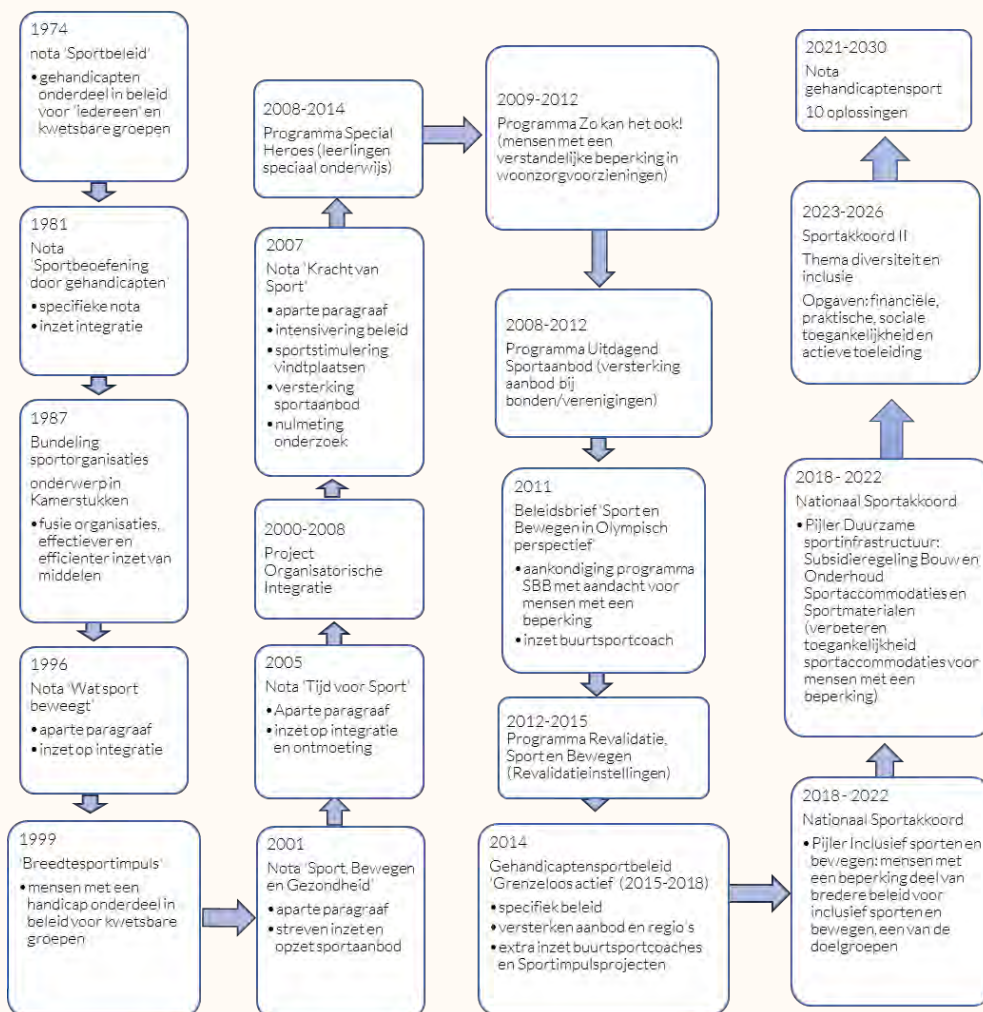 1974
nota 'Sportbeleid'
• gehandicapten
onderdeel in beleid
voor 'iedereen' en
kwetsbare groepen
1981
Nota
'Sportbeoefening
door gehandicapten'
• specifieke nota
• inzet integratie
1987
Bundeling
sportorganisaties
onderwerp in
Kamerstukken
• fusie organisaties,
effectiever en
efficienter inzet van
middelen
1996
Nota 'Wat sport
beweegt'
• aparte paragraaf
• inzet op integratie
1999
'Breedtesportimpuls'
• mensen met een
handicap onderdeel in
beleid voor kwetsbare
groepen
2001
Nota 'Sport, Bewegen
en Gezondheid'
• aparte paragraaf
• streven inzet en
opzet sportaanbod
2005
Nota 'Tijd voor Sport'
• Aparte paragraaf
• inzet op integratie
en ontmoeting
2000-2008
Project
Organisatorische
Integratie
2007
Nota 'Kracht van
Sport'
• aparte paragraaf
• intensivering beleid
• sportstimulering
vindtplaatsen
• versterking
sportaanbod
• nulmeting
onderzoek
2008-2014
Programma Special
Heroes (leerlingen
speciaal onderwijs)
2009-2012
Programma Zo kan het ook!
(mensen met een
verstandelijke beperking in
woonzorgvoorzieningen)
2008-2012
Programma Uitdagend
Sportaanbod (versterking
aanbod bij
bonden/verenigingen)
2011
Beleidsbrief 'Sport en
Bewegen in Olympisch
perspectief'
• aankondiging programma
SBB met aandacht voor
mensen met een
beperking
• inzet buurtsportcoach
2012-2015
Programma Revalidatie,
Sport en Bewegen
(Revalidatieinstellingen)
2014
Gehandicaptensportbeleid
'Grenzeloos actief' (2015-2018)
• specifiek beleid
• versterken aanbod en regio's
• extra inzet buurtsportcoaches
en Sportimpulsprojecten
2018- 2022
Nationaal Sportakkoord
• Pijler Inclusief sporten en
bewegen: mensen met
een beperking deel van
bredere beleid voor
inclusief sporten en
bewegen, een van de
doelgroepen
2018 - 2022
Nationaal Sportakkoord
• Pijler Duurzame
sportinfrastructuur:
Subsidieregeling Bouw en
Onderhoud
Sportaccommodaties en
Sportmaterialen
(verbeteren
toegankelijkheid
sportaccommodaties voor
mensen met een
beperking)
2023-2026
Sportakkoord II
Thema diversiteit en
inclusie
Opgaven: financiële,
praktische, sociale
toegankelijkheid en
actieve toeleiding
2021-2030
Nota
gehandicaptensport
10 oplossingen